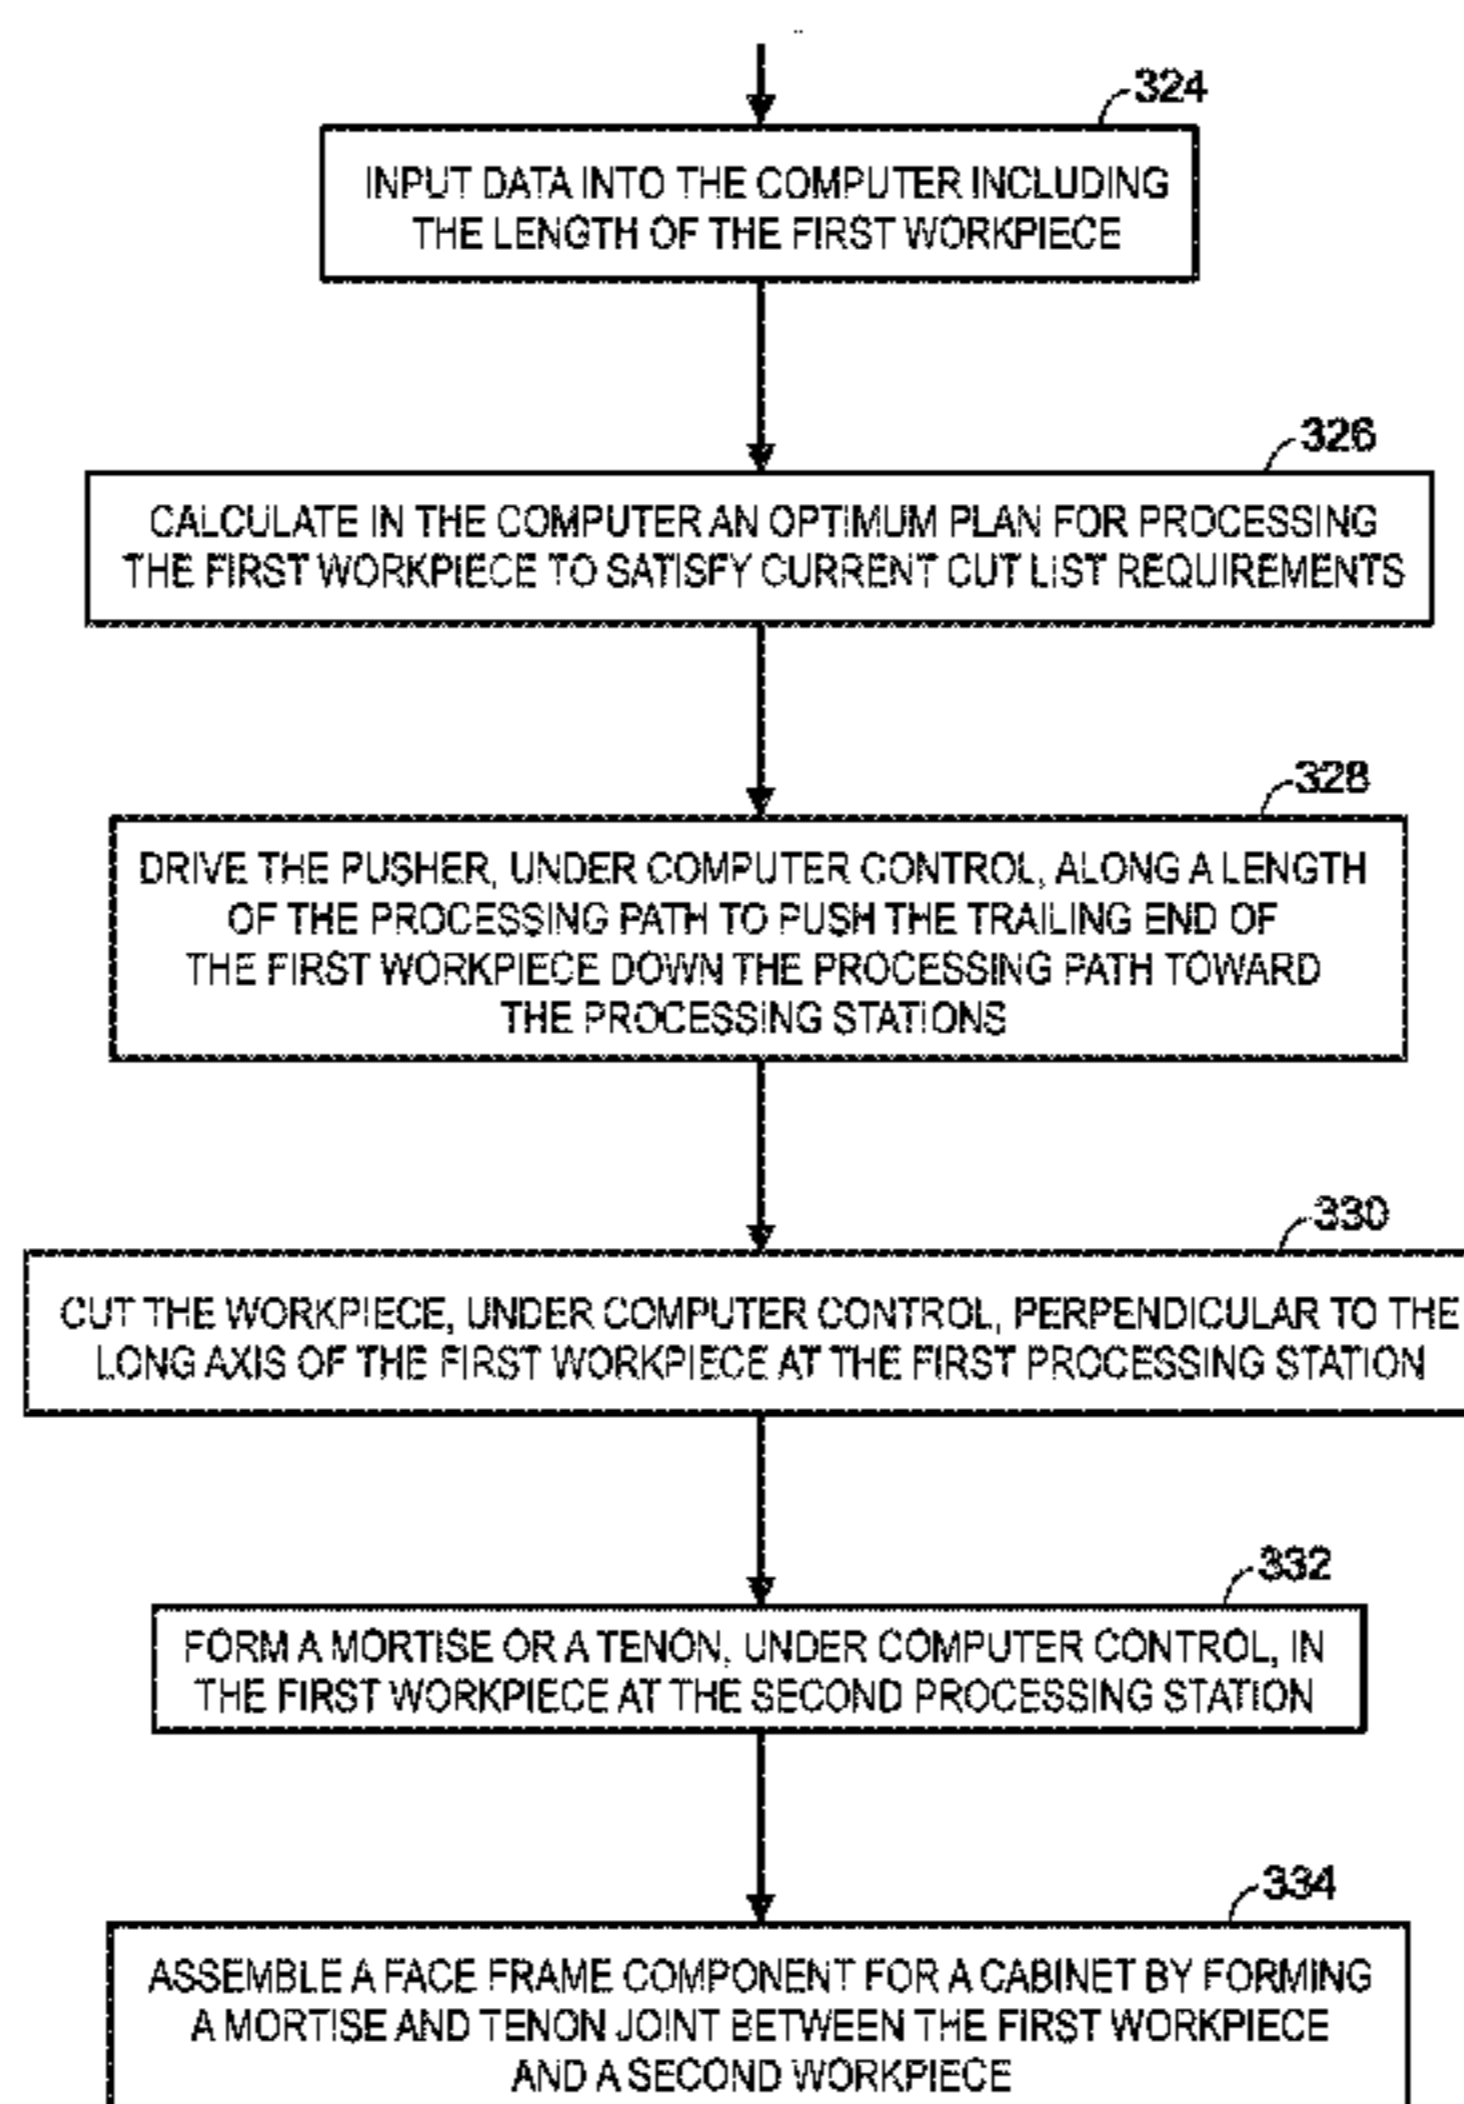 324
INPUT DATA INTO THE COMPUTER INCLUDING
THE LENGTH OF THE FIRST WORKPIECE
326
CALCULATE IN THE COMPUTER AN OPTIMUM PLAN FOR PROCESSING
THE FIRST WORKPIECE TO SATISFY CURRENT CUT LIST REQUIREMENTS
328
DRIVE THE PUSHER, UNDER COMPUTER CONTROL, ALONG A LENGTH
OF THE PROCESSING PATH TO PUSH THE TRAILING END OF
THE FIRST WORKPIECE DOWN THE PROCESSING PATH TOWARD
THE PROCESSING STATIONS
330
CUT THE WORKPIECE, UNDER COMPUTER CONTROL, PERPENDICULAR TO THE
LONG AXIS OF THE FIRST WORKPIECE AT THE FIRST PROCESSING STATION
332
FORM A MORTISE OR A TENON, UNDER COMPUTER CONTROL, IN
THE FIRST WORKPIECE AT THE SECOND PROCESSING STATION
334
ASSEMBLE A FACE FRAME COMPONENT FOR A CABINET BY FORMING
A MORTISE AND TENON JOINT BETWEEN THE FIRST WORKPIECE
AND A SECOND WORKPIECE